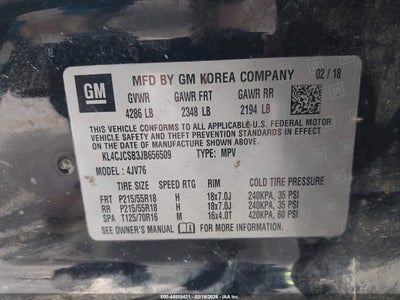 GM
MFD BY GM KOREA COMPANY 02 / 18
GVWR GAWR FRT GAWR RR
4286 LB 2348 LB 2194 LB
THIS VEHICLE CONFORMS TO ALL APPLICABLE U.S. FEDERAL MOTOR
VEHICLE SAFETY AND THEFT PREVENTION STANDARDS IN EFFECT
ON THE DATE OF MANUFACTURE SHOWN ABOVE.
KL4CJCSB3JB656509 TYPE: MPV
MODEL: 4JV76
TIRE SIZE SPEED RTG RIM COLD TIRE PRESSURE
FRT P215/55R18 H 18x7.0J 240KPA, 35 PSI
RR P215/55R18 H 18x7.0J 240KPA, 35 PSI
SPA T125/70R16 M 16x4.0T 420KPA, 60 PSI
SEE OWNER'S MANUAL FOR MORE INFORMATION.